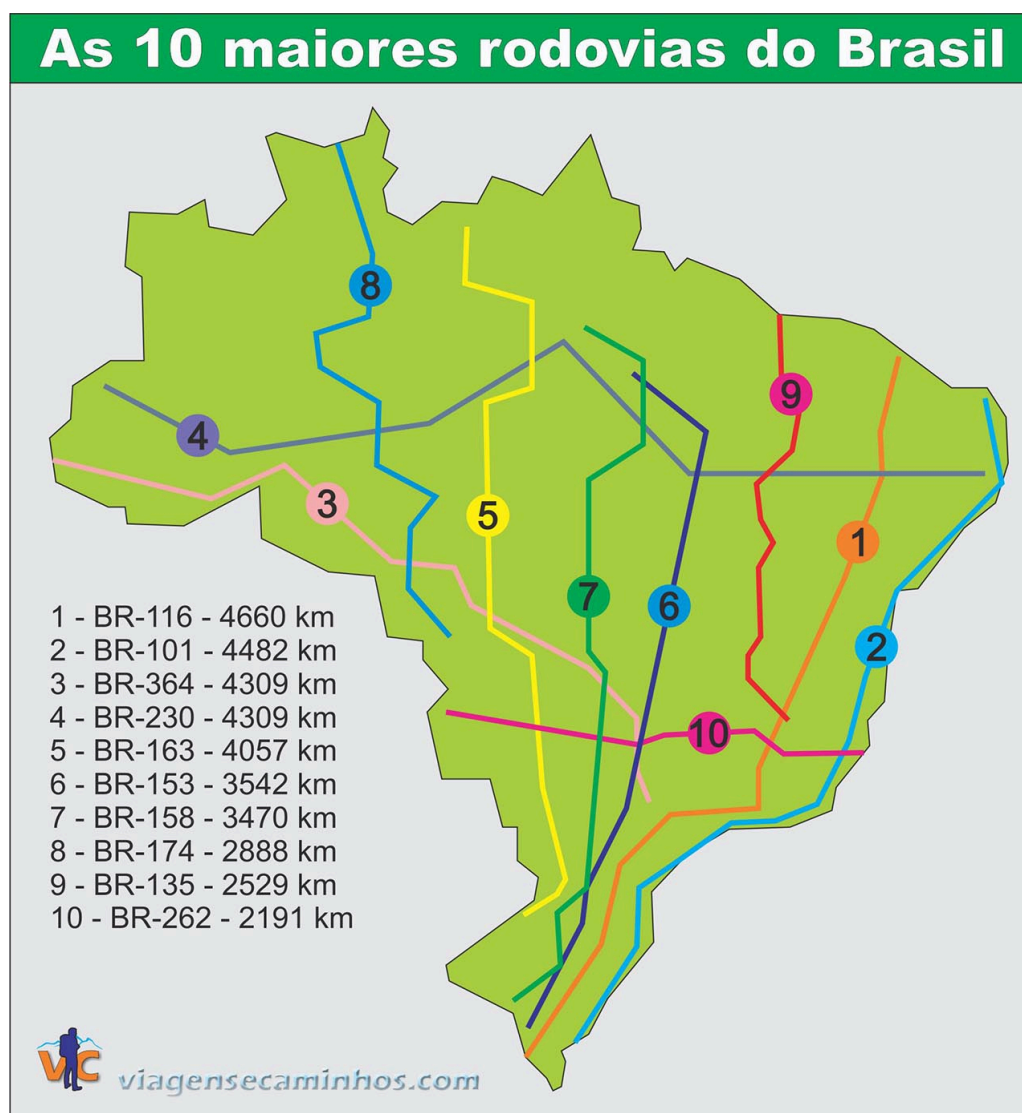 As 10 maiores rodovias do Brasil
8
9
4
3
5
1
7
6
2
10
1 - BR-116 - 4660 km
2 - BR-101 - 4482 km
3 - BR-364 - 4309 km
4 - BR-230 - 4309 km
5 - BR-163 - 4057 km
6 - BR-153 - 3542 km
7 - BR-158 - 3470 km
8 - BR-174 - 2888 km
9 - BR-135 - 2529 km
10 - BR-262 - 2191 km
VC viagensecaminhos.com